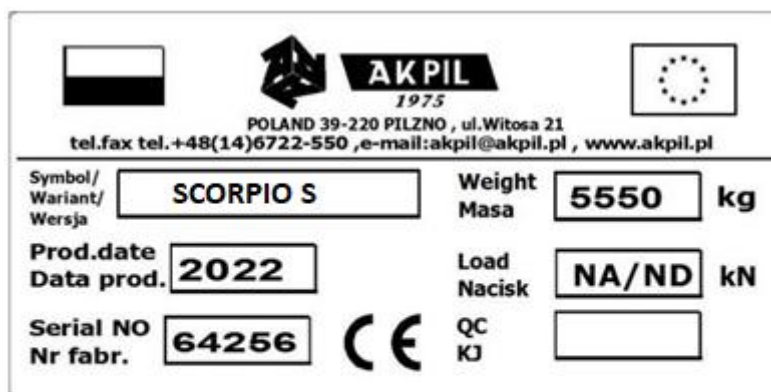 AKPIL
1975
POLAND 39-220 PILZNO , ul.Witosa 21
tel.fax tel.+48(14)6722-550 ,e-mail:akpil@akpil.pl , www.akpil.pl
Symbol/
Wariant/
Wersja
SCORPIO S
Weight
Masa
5550 kg
Prod.date
Data prod.
2022
Load
Nacisk
NA/ND kN
Serial NO
Nr fabr.
64256
CE
QC
KJ